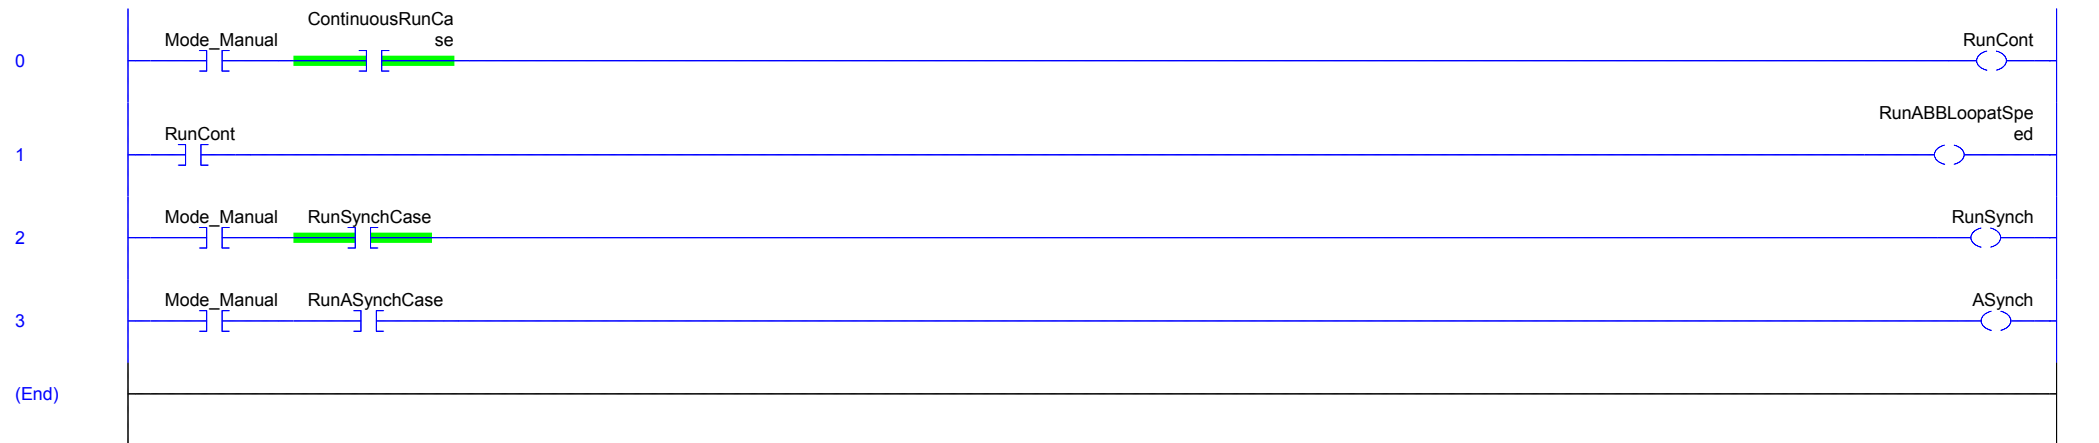 ContinuousRunCa
Mode_Manual se RunCont
0
RunABBLoopatSpe
RunCont ed
1
Mode_Manual RunSynchCase RunSynch
2
Mode_Manual RunASynchCase ASynch
3
(End)